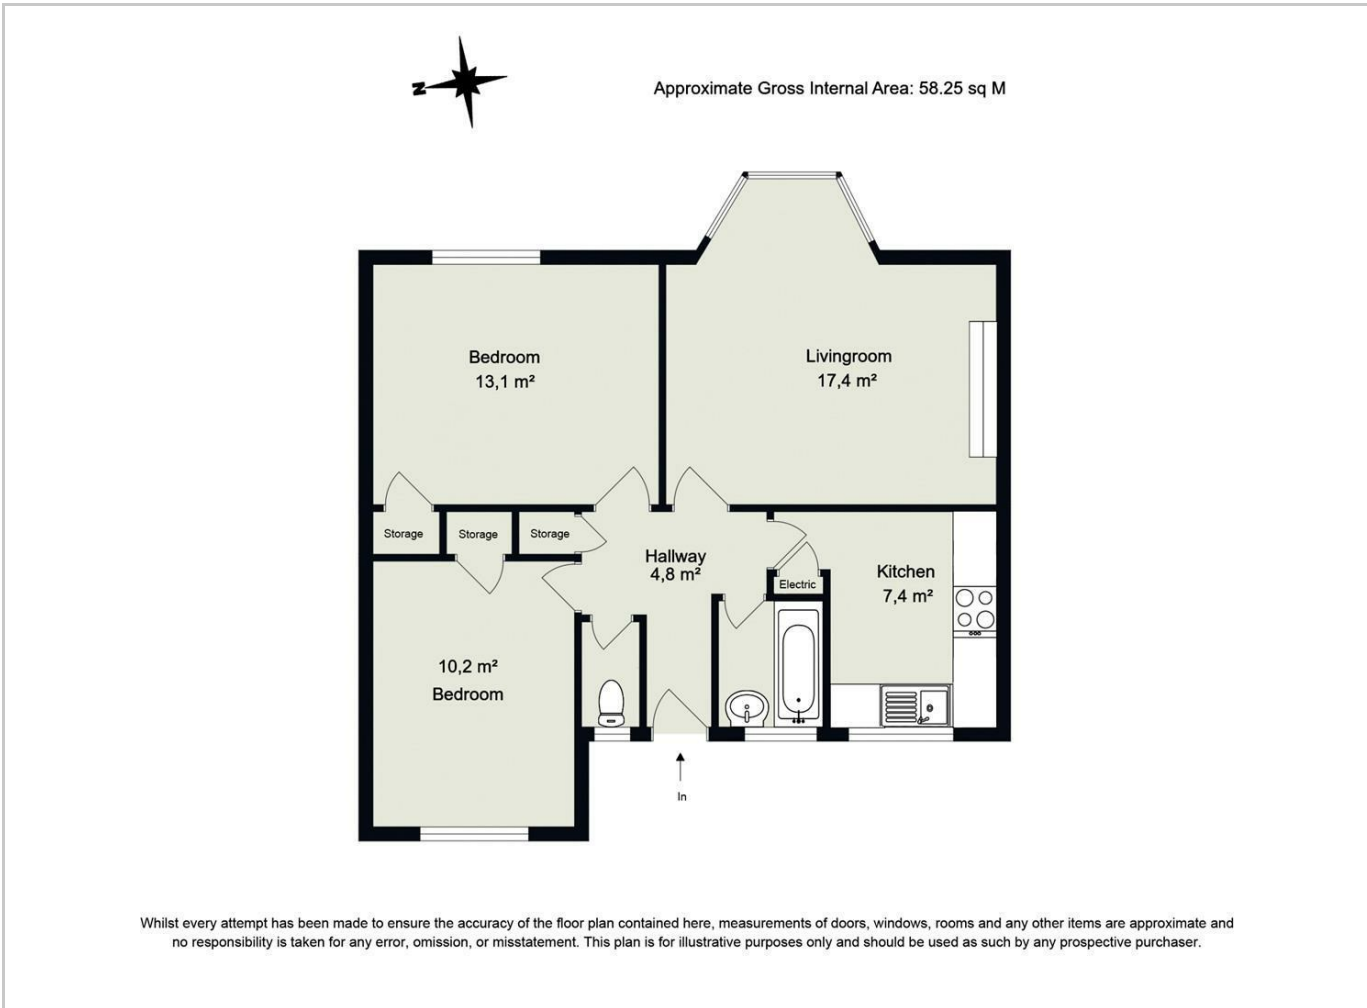 N
Approximate Gross Internal Area: 58.25 sq M
Bedroom
13,1 m²
Livingroom
17,4 m²
Storage
Storage
Storage
Hallway
4,8 m²
Electric
Kitchen
7,4 m²
10,2 m²
Bedroom
In
Whilst every attempt has been made to ensure the accuracy of the floor plan contained here, measurements of doors, windows, rooms and any other items are approximate and
no responsibility is taken for any error, omission, or misstatement. This plan is for illustrative purposes only and should be used as such by any prospective purchaser.